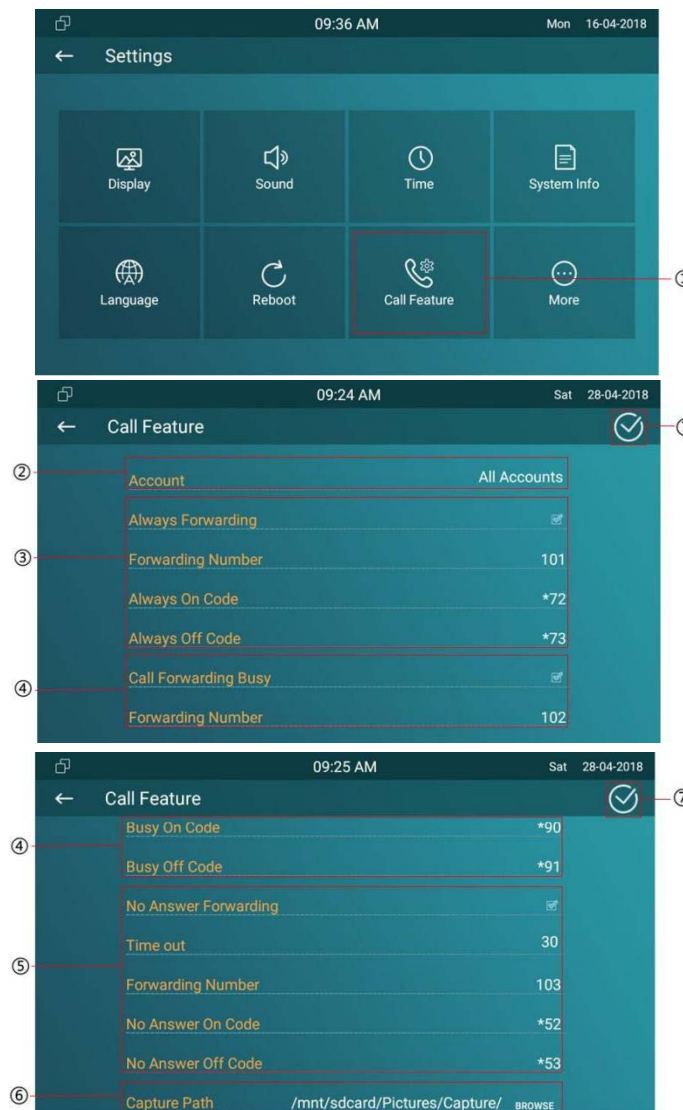 09:36 AM Mon 16-04-2018
← Settings
Display Sound Time System Info
Language Reboot Call Feature More
09:24 AM Sat 28-04-2018
← Call Feature
② Account All Accounts
Always Forwarding
③ Forwarding Number 101
Always On Code *72
Always Off Code *73
④ Call Forwarding Busy
Forwarding Number 102
09:25 AM Sat 28-04-2018
← Call Feature ⑦
④ Busy On Code *90
Busy Off Code *91
No Answer Forwarding
Time out 30
⑤ Forwarding Number 103
No Answer On Code *52
No Answer Off Code *53
⑥ Capture Path /mnt/sdcard/Pictures/Capture/ BROWSE